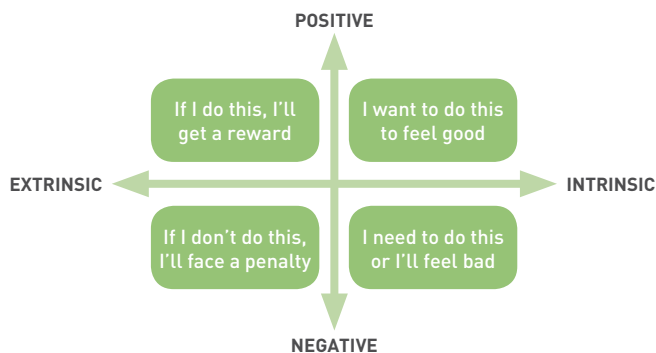 POSITIVE
If I do this, I'll
get a reward
I want to do this
to feel good
EXTRINSIC
INTRINSIC
If I don't do this,
I'll face a penalty
I need to do this
or I'll feel bad
NEGATIVE